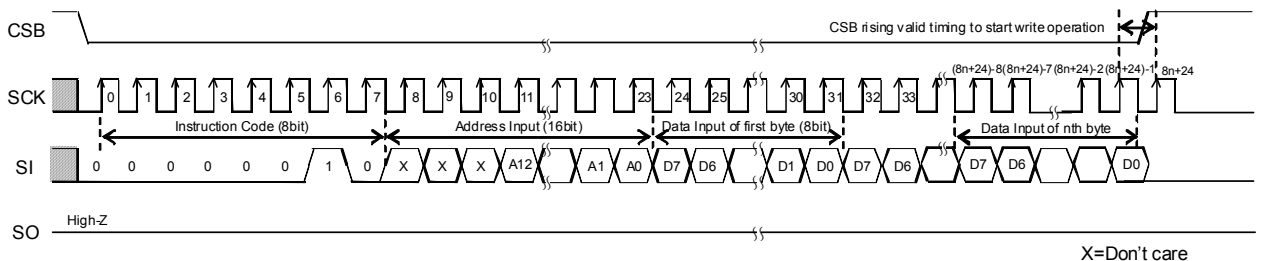 CSB
CSB rising valid timing to start write operation
(8n+24)-8 (8n+24)-7 (8n+24)-2 (8n+24)-1 8n+24
SCK 0 1 2 3 4 5 6 7 8 9 10 11 23 24 25 30 31 32 33
Instruction Code (8bit) Address Input (16bit) Data Input of first byte (8bit) Data Input of nth byte
SI 0 0 0 0 0 0 1 0 X X X A12 A1 A0 D7 D6 D1 D0 D7 D6 D7 D6 D0
High-Z
SO
X=Don't care